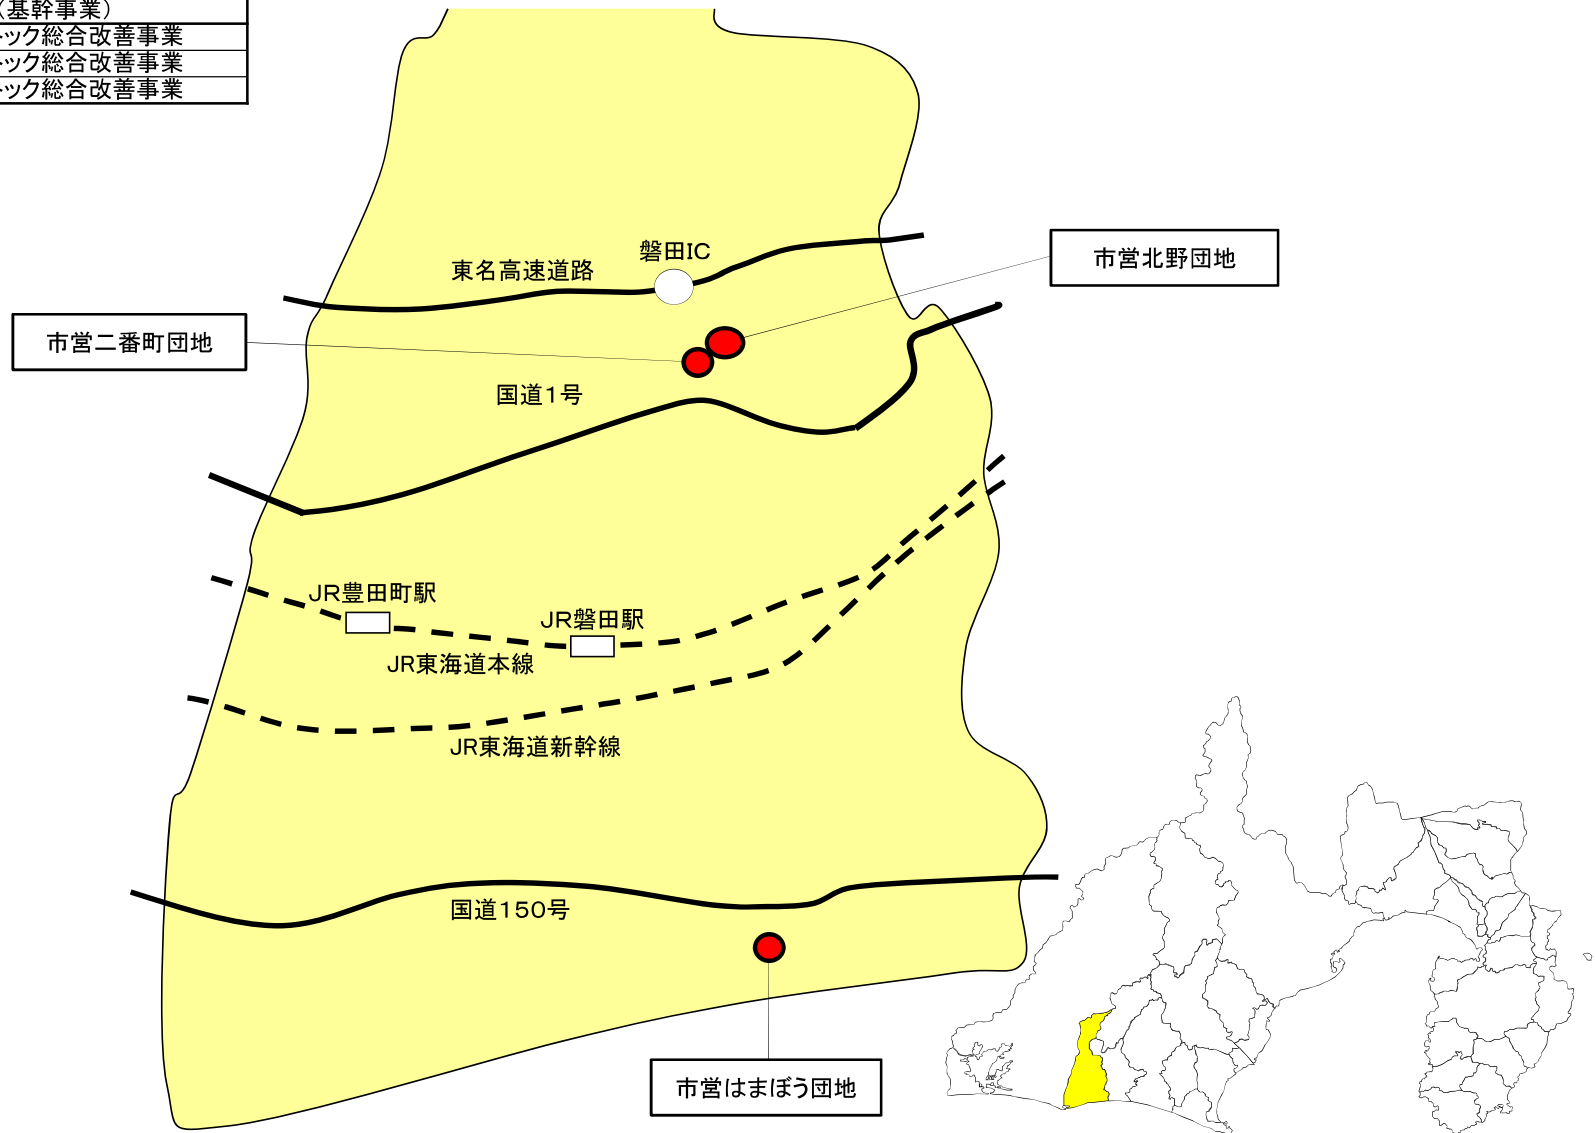 （基幹事業）
トック総合改善事業
トック総合改善事業
トック総合改善事業
磐田IC
東名高速道路
市営北野団地
市営二番町団地
国道１号
JR豊田町駅
JR磐田駅
JR東海道本線
JR東海道新幹線
国道１５０号
市営はまぼう団地